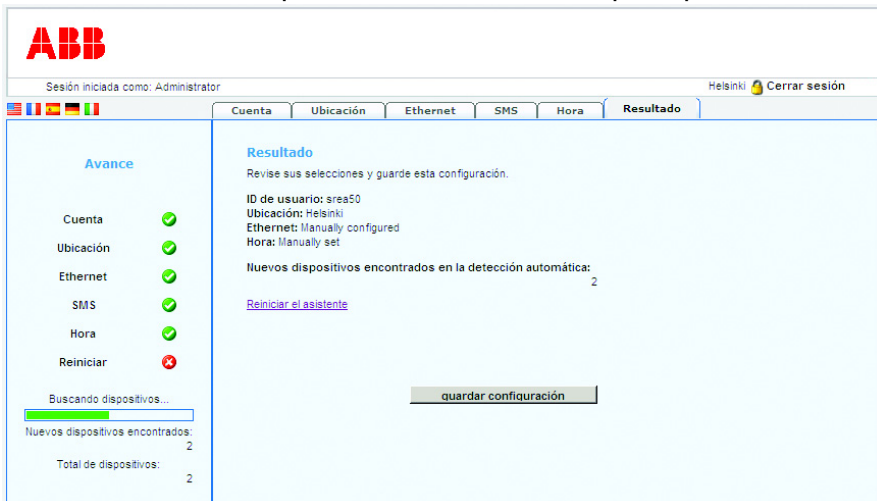 ABB
Sesión iniciada como: Administrator
Helsinki Cerrar sesión
Cuenta Ubicación Ethernet SMS Hora Resultado
Avance
Cuenta
Ubicación
Ethernet
SMS
Hora
Reiniciar
Buscando dispositivos...
Nuevos dispositivos encontrados:
2
Total de dispositivos:
2
Resultado
Revise sus selecciones y guarde esta configuración.
ID de usuario: srea50
Ubicación: Helsinki
Ethernet: Manually configured
Hora: Manually set
Nuevos dispositivos encontrados en la detección automática:
2
Reiniciar el asistente
guardar configuración